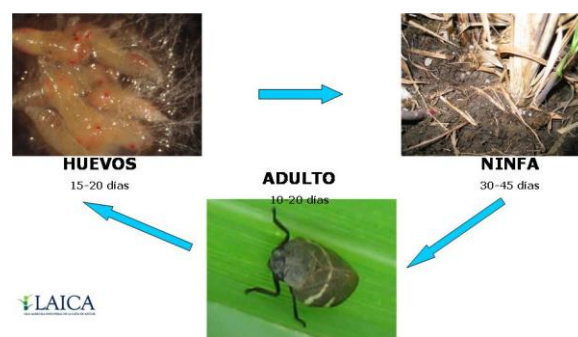 HUEVOS
15-20 días
NINFA
30-45 días
ADULTO
10-20 días
LAICA